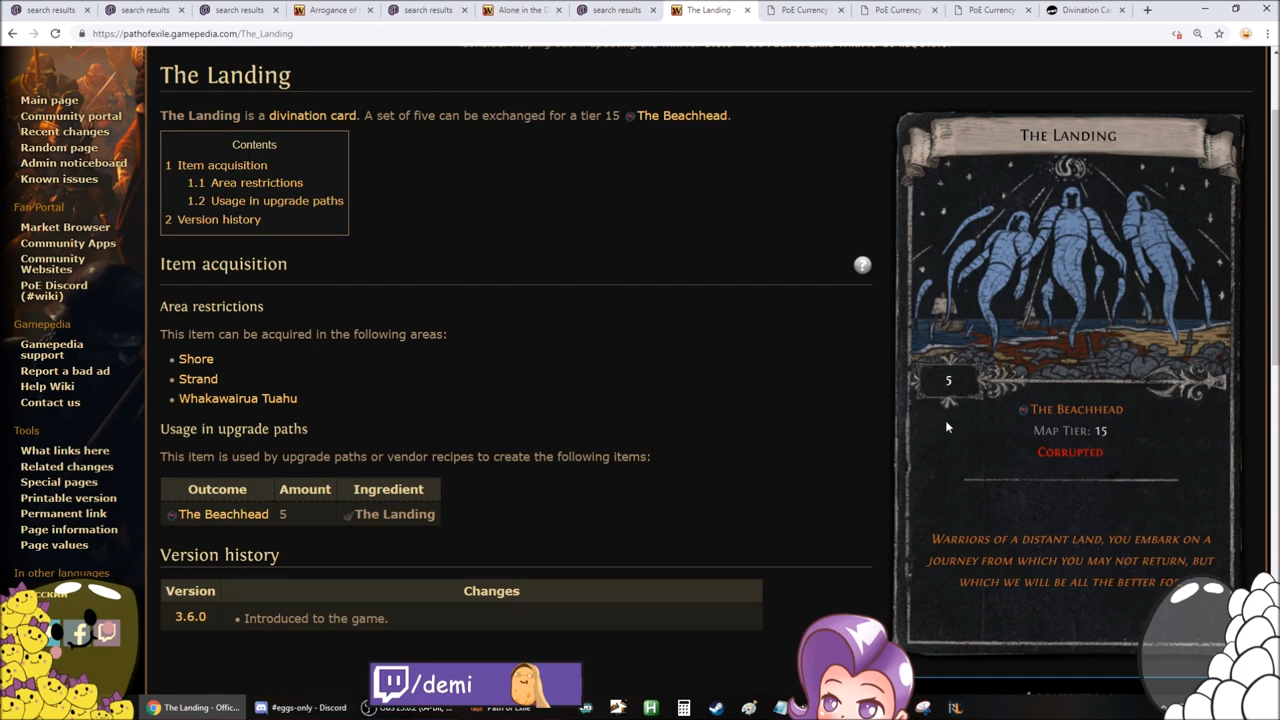 search results
search results
search results
Arrogance of
search results
Alone in the D
search results
The Landing -
PoE Currency
PoE Currency
PoE Currency
Divination Ca
https://pathofexile.gamepedia.com/The_Landing
The Landing
The Landing is a divination card. A set of five can be exchanged for a tier 15 The Beachhead.
Contents
1 Item acquisition
1.1 Area restrictions
1.2 Usage in upgrade paths
2 Version history
Item acquisition
?
Area restrictions
This item can be acquired in the following areas:
Shore
Strand
Whakawairua Tuahu
Usage in upgrade paths
This item is used by upgrade paths or vendor recipes to create the following items:
Outcome Amount Ingredient
The Beachhead 5 The Landing
Version history
Version Changes
3.6.0 Introduced to the game.
Main page
Community portal
Recent changes
Random page
Admin noticeboard
Known issues
Fan Portal
Market Browser
Community Apps
Community
Websites
PoE Discord
(#wiki)
Gamepedia
Gamepedia
support
Report a bad ad
Help Wiki
Contact us
Tools
What links here
Related changes
Special pages
Printable version
Permanent link
Page information
Page values
In other languages
THE LANDING
5
THE BEACHHEAD
MAP TIER: 15
CORRUPTED
WARRIORS OF A DISTANT LAND, YOU EMBARK ON A
JOURNEY FROM WHICH YOU MAY NOT RETURN, BUT
WHICH WE WILL BE ALL THE BETTER FOR
/demi
The Landing - Offic...
#eggs-only - Discord
Path of Exile